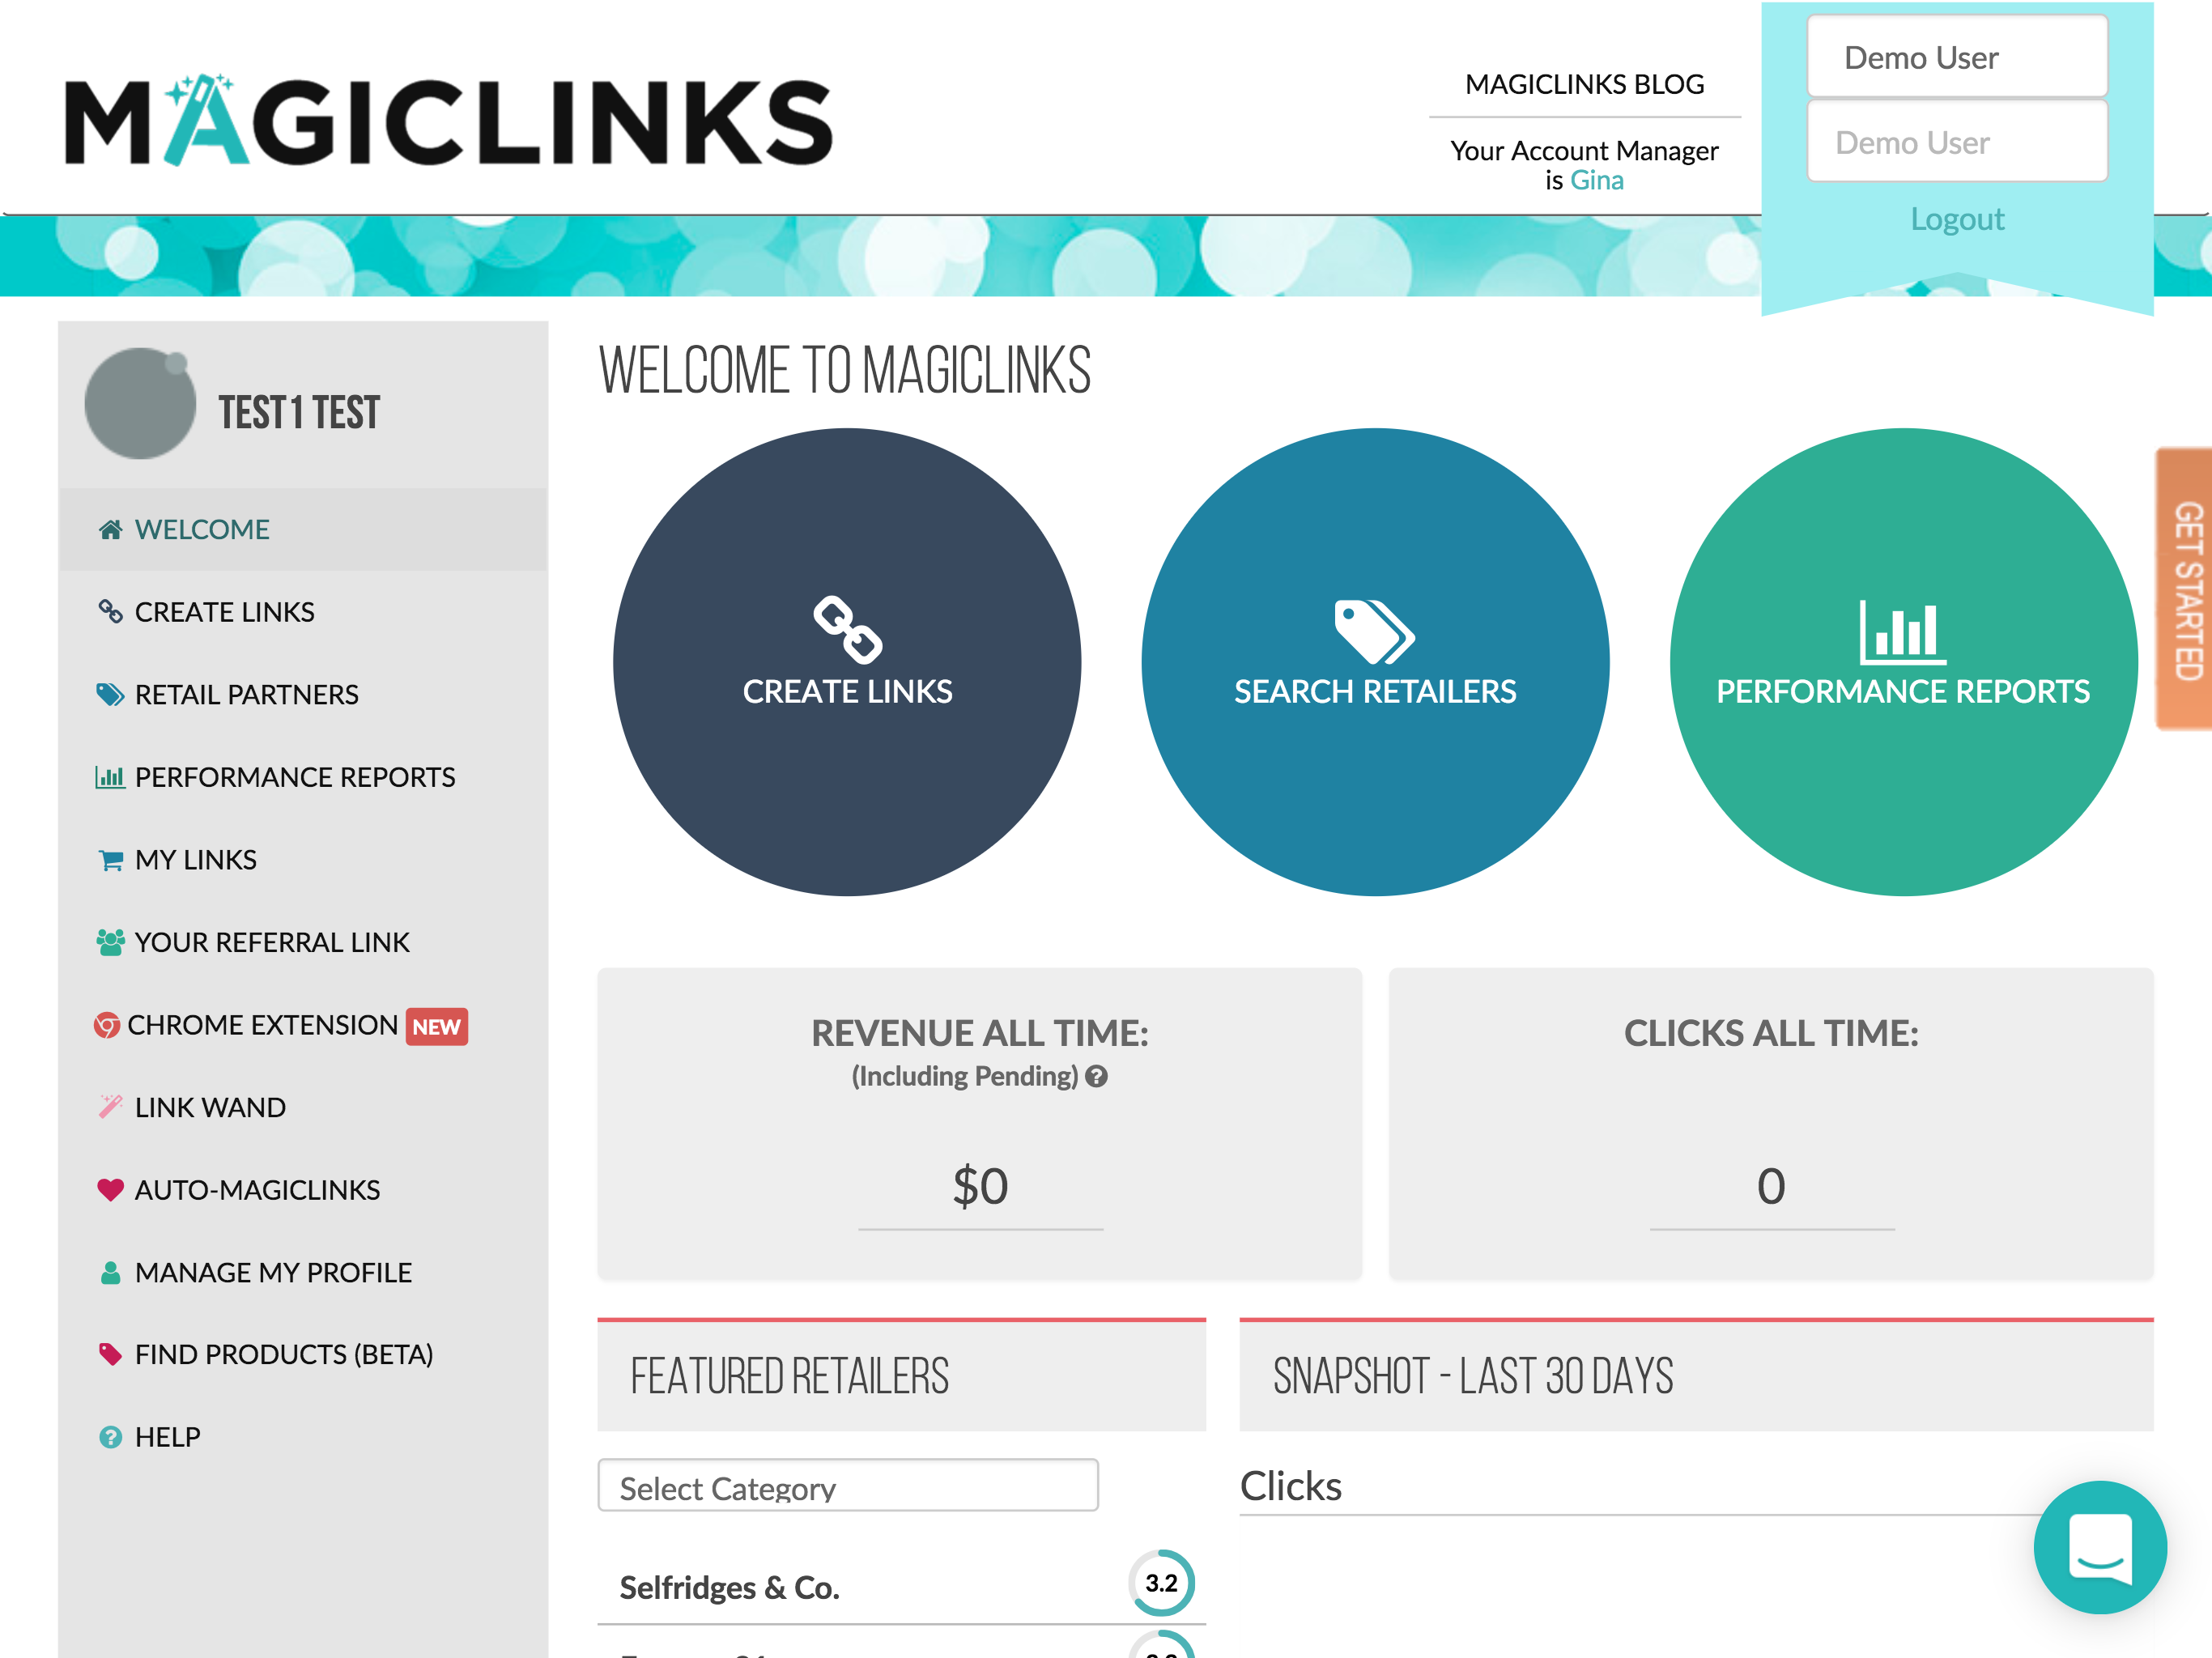 MAGICLINKS
MAGICLINKS BLOG
Your Account Manager
is Gina
Demo User
Demo User
Logout
TEST1 TEST
WELCOME
CREATE LINKS
RETAIL PARTNERS
PERFORMANCE REPORTS
MY LINKS
YOUR REFERRAL LINK
CHROME EXTENSION NEW
LINK WAND
AUTO-MAGICLINKS
MANAGE MY PROFILE
FIND PRODUCTS (BETA)
HELP
WELCOME TO MAGICLINKS
CREATE LINKS
SEARCH RETAILERS
PERFORMANCE REPORTS
GET STARTED
REVENUE ALL TIME:
(Including Pending)
$0
CLICKS ALL TIME:
0
FEATURED RETAILERS
Select Category
Selfridges & Co.
3.2
SNAPSHOT - LAST 30 DAYS
Clicks